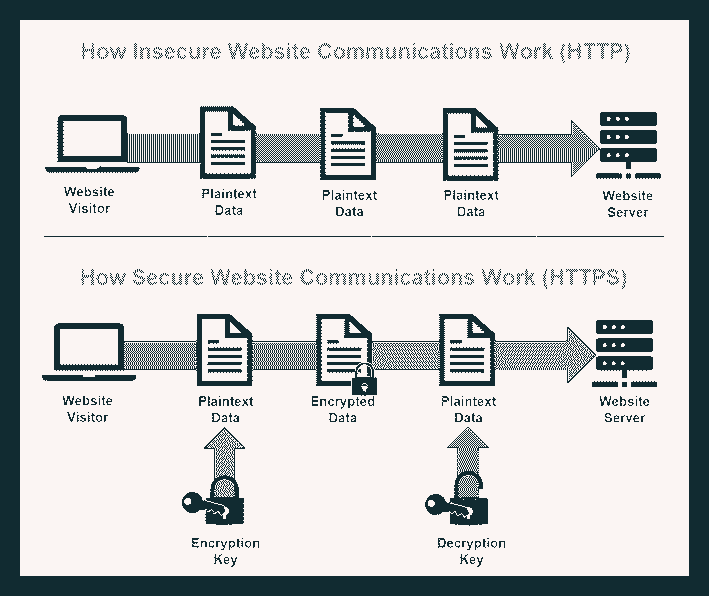 How Insecure Website Communications Work (HTTP)
Website
Visitor
Plaintext
Data
Plaintext
Data
Plaintext
Data
Website
Server
How Secure Website Communications Work (HTTPS)
Website
Visitor
Plaintext
Data
Encrypted
Data
Plaintext
Data
Website
Server
Encryption
Key
Decryption
Key